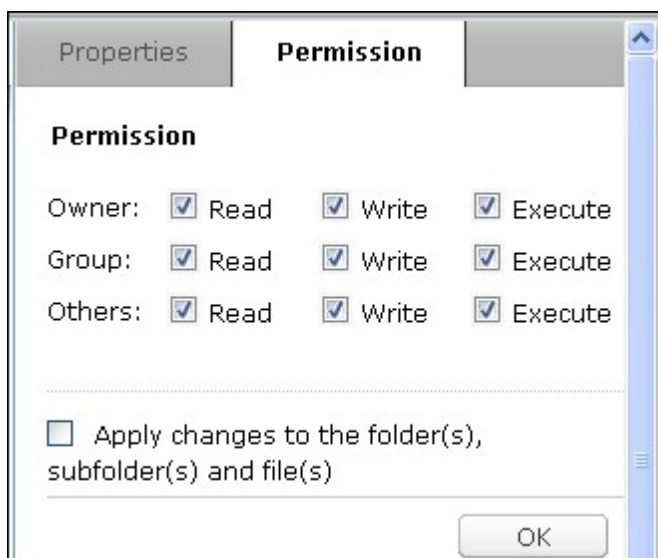 Properties Permission
Permission
Owner: Read Write Execute
Group: Read Write Execute
Others: Read Write Execute
Apply changes to the folder(s),
subfolder(s) and file(s)
OK